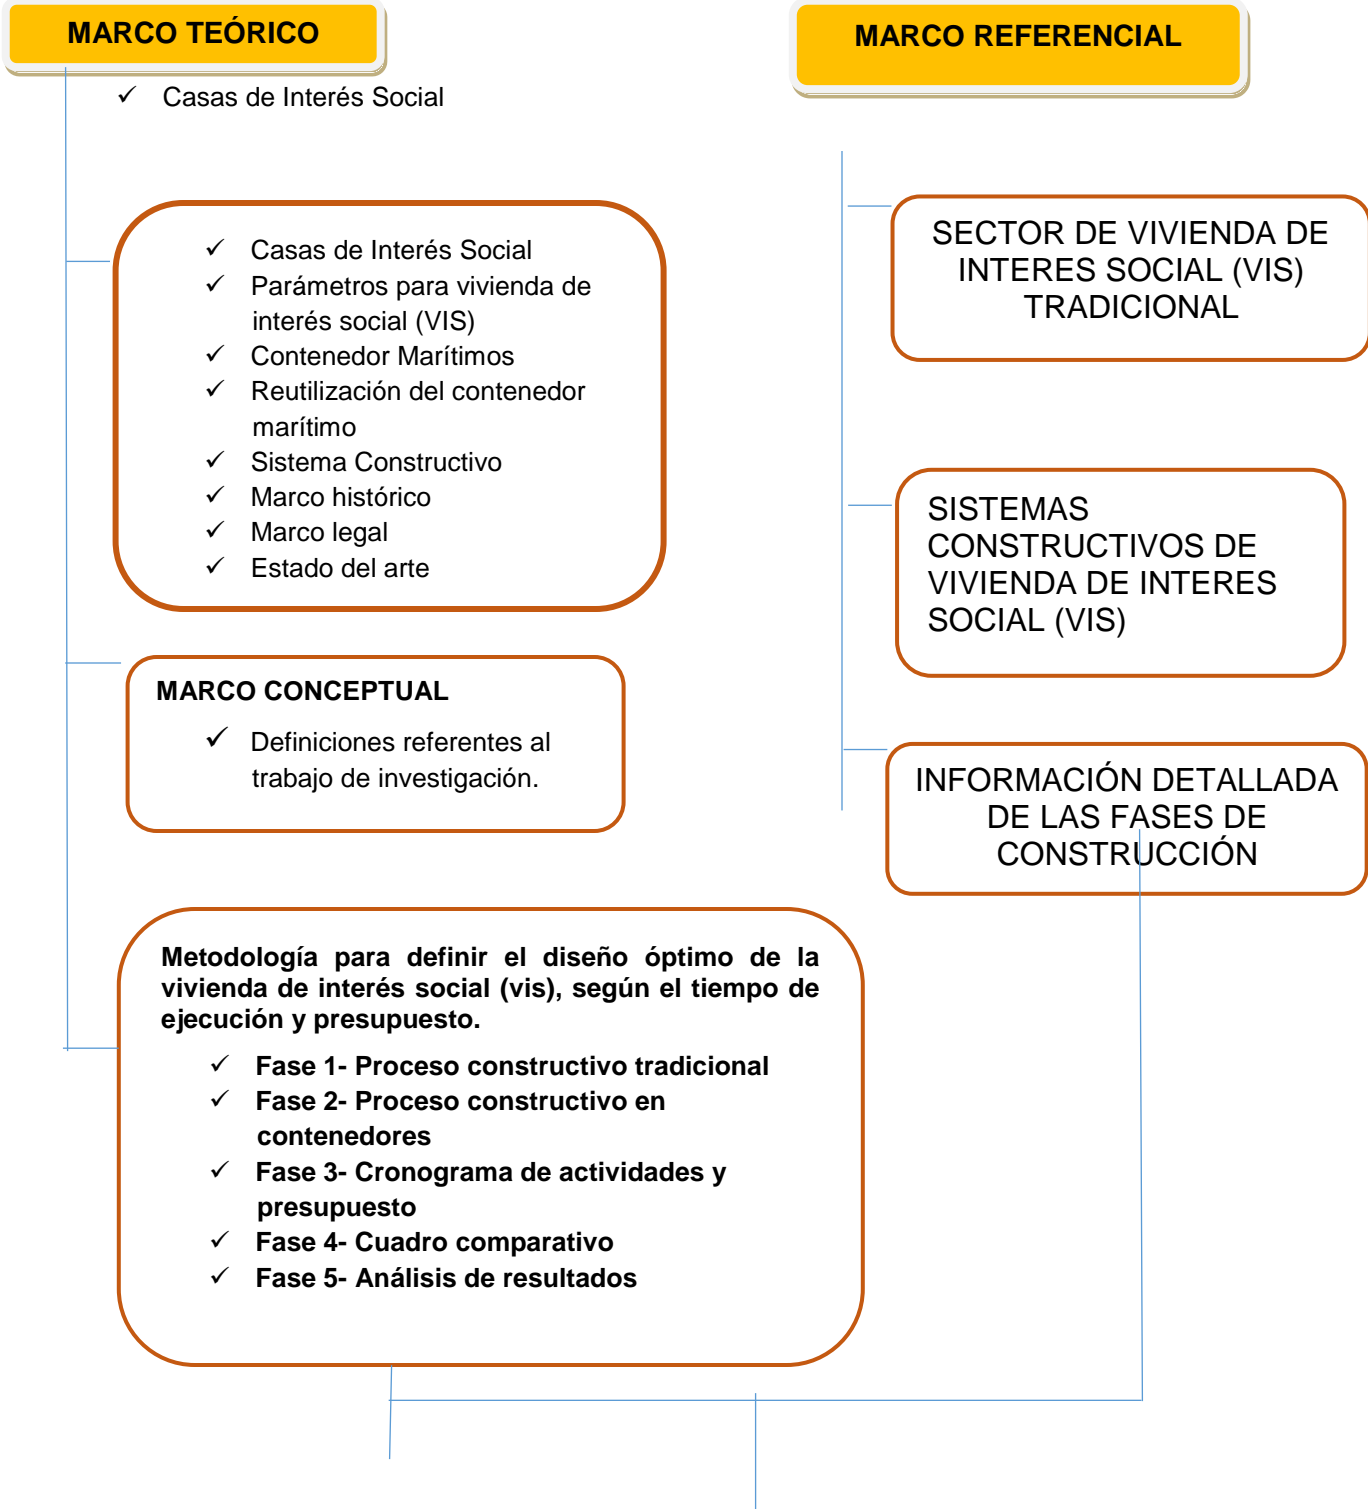 MARCO TEÓRICO
✓ Casas de Interés Social
✓ Casas de Interés Social
✓ Parámetros para vivienda de
interés social (VIS)
✓ Contenedor Marítimos
✓ Reutilización del contenedor
marítimo
✓ Sistema Constructivo
✓ Marco histórico
✓ Marco legal
✓ Estado del arte
MARCO CONCEPTUAL
✓ Definiciones referentes al
trabajo de investigación.
Metodología para definir el diseño óptimo de la
vivienda de interés social (vis), según el tiempo de
ejecución y presupuesto.
✓ Fase 1- Proceso constructivo tradicional
✓ Fase 2- Proceso constructivo en
contenedores
✓ Fase 3- Cronograma de actividades y
presupuesto
✓ Fase 4- Cuadro comparativo
✓ Fase 5- Análisis de resultados
MARCO REFERENCIAL
SECTOR DE VIVIENDA DE
INTERES SOCIAL (VIS)
TRADICIONAL
SISTEMAS
CONSTRUCTIVOS DE
VIVIENDA DE INTERES
SOCIAL (VIS)
INFORMACIÓN DETALLADA
DE LAS FASES DE
CONSTRUCCIÓN